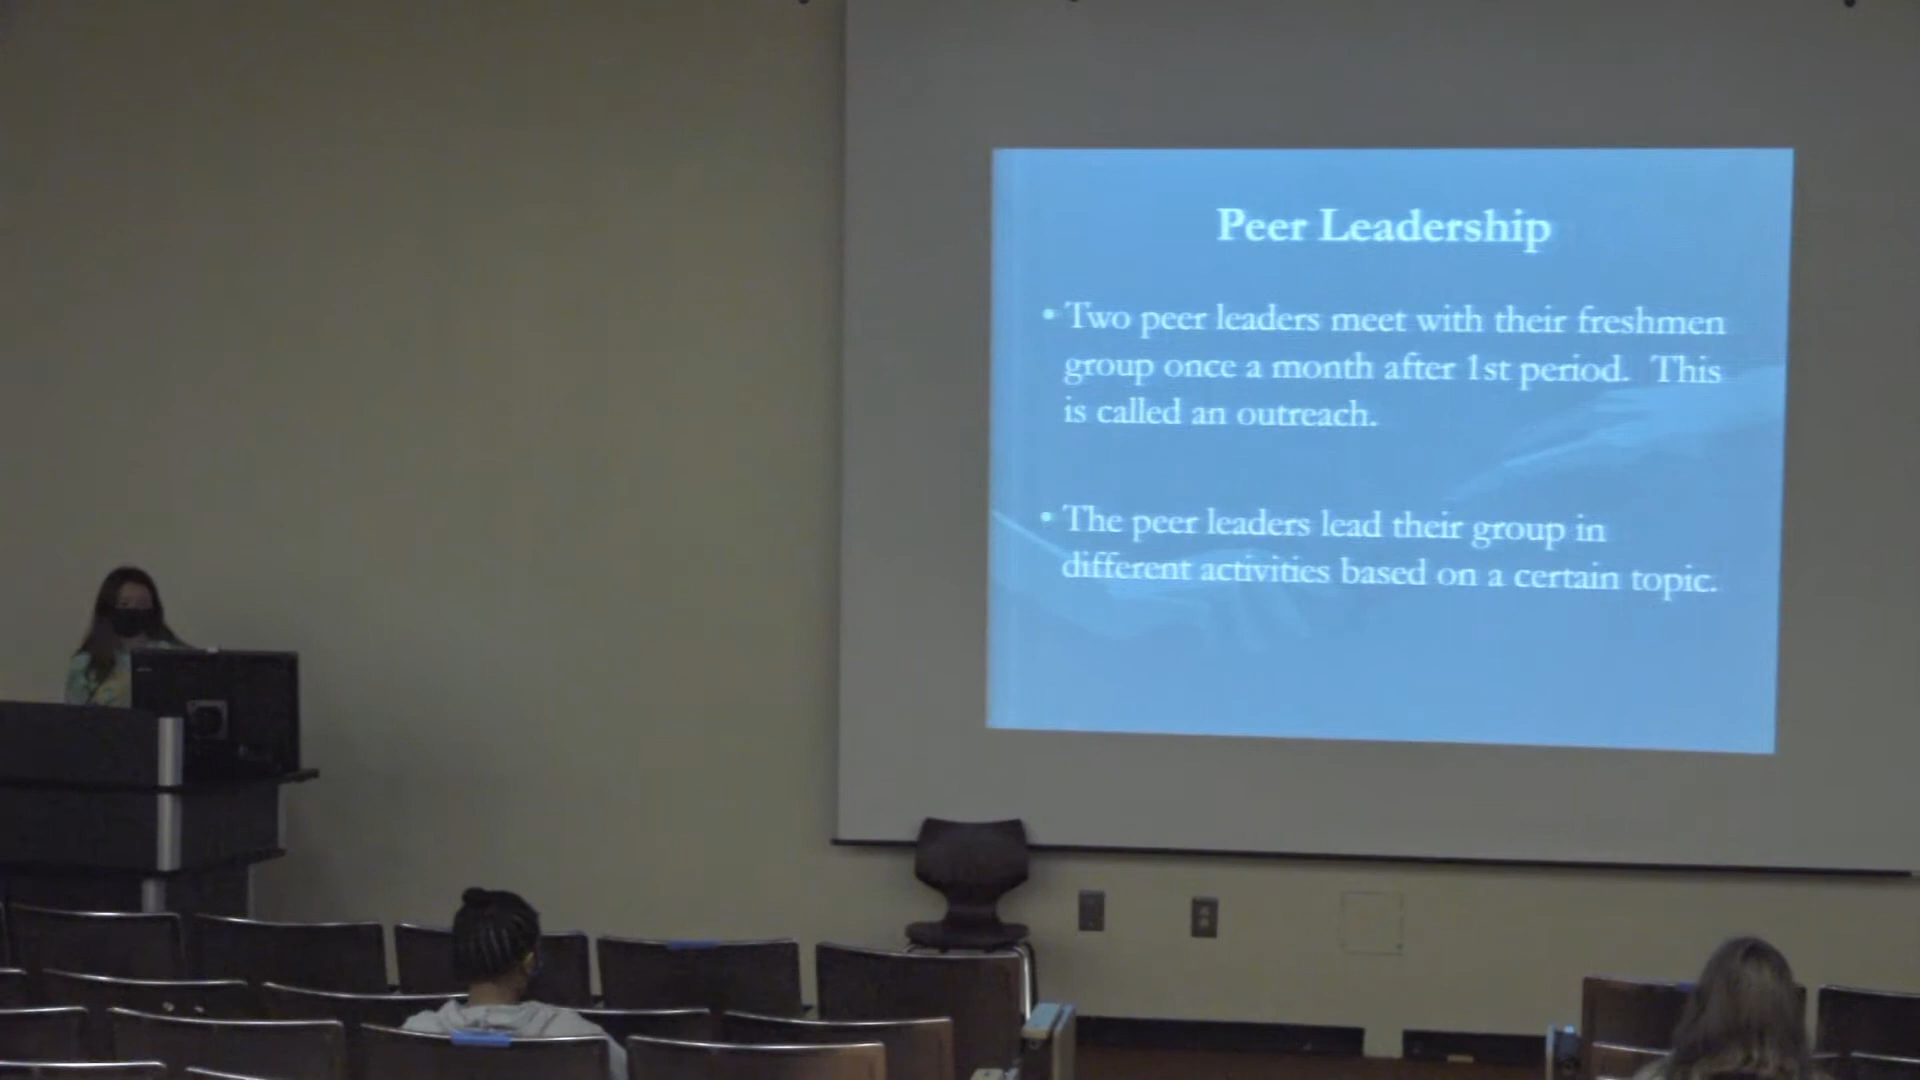 Peer Leadership
• Two peer leaders meet with their freshmen
group once a month after 1st period. This
is called an outreach.
• The peer leaders lead their group in
different activities based on a certain topic.